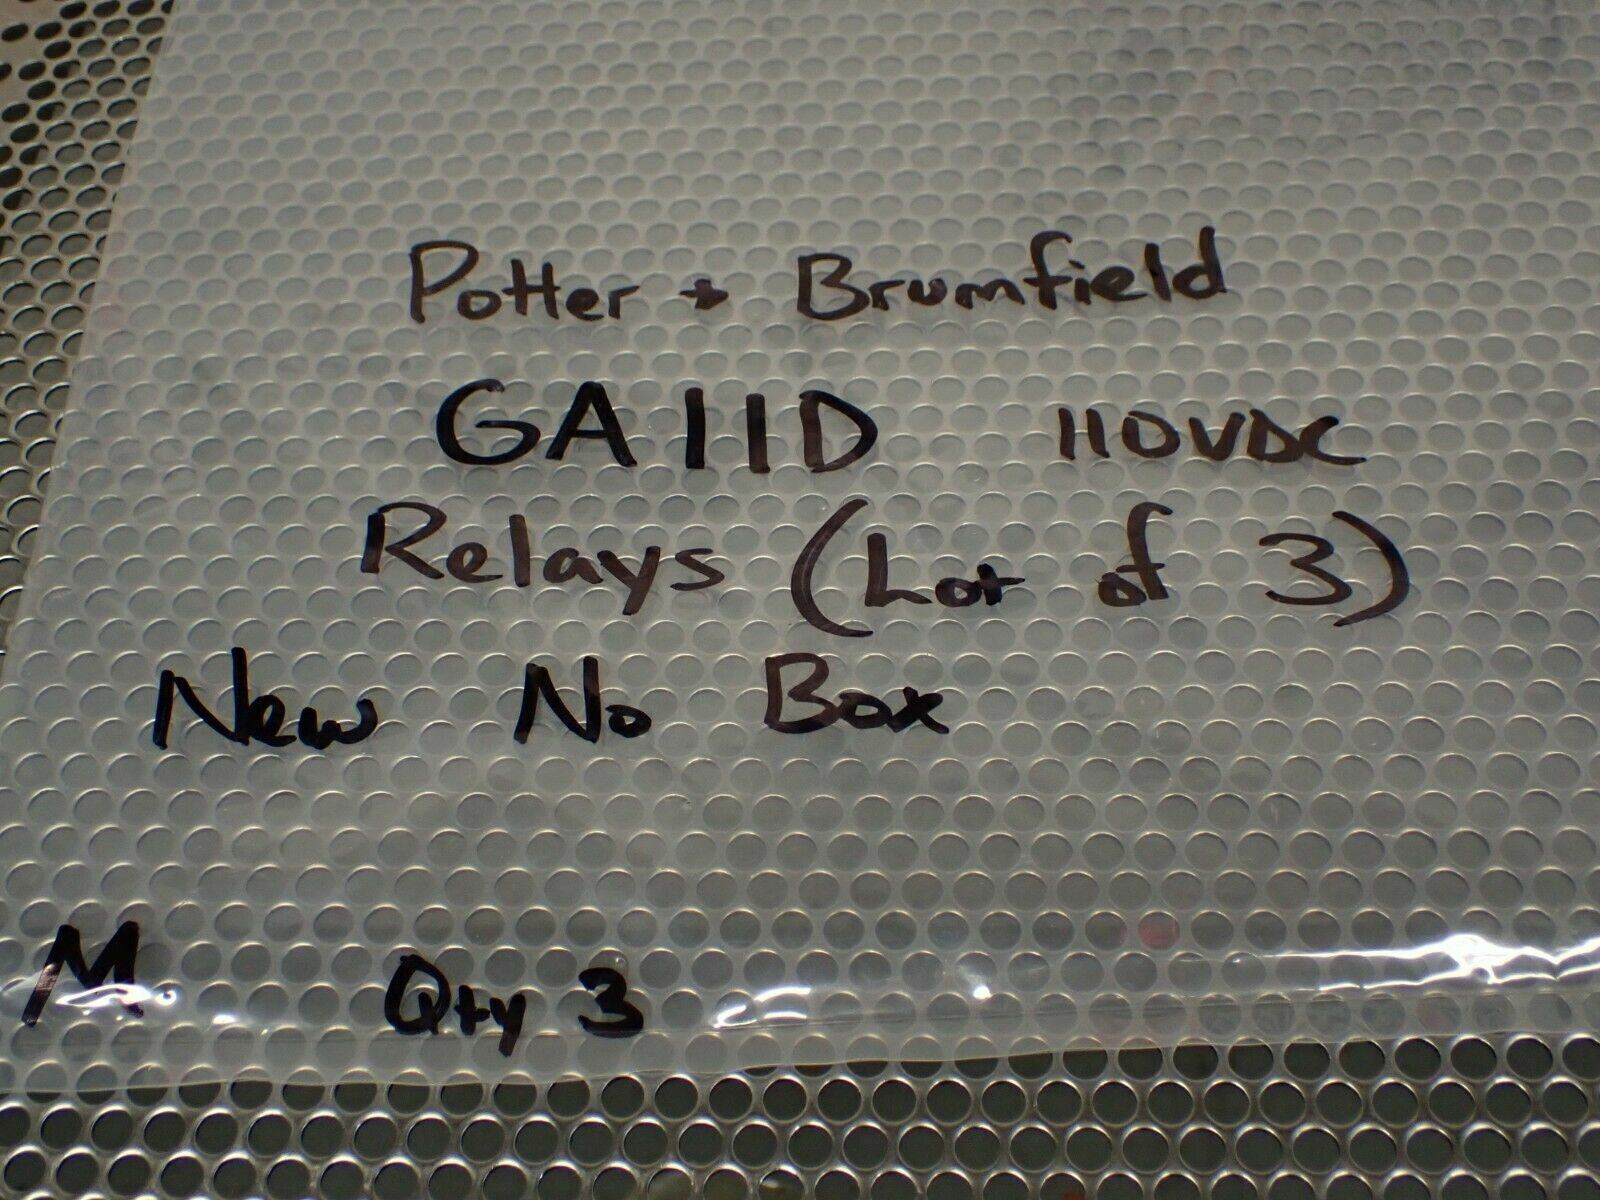 Potter + Brumfield
GA11D 110VDC
Relays (Lot of 3)
New No Box
M Qty 3